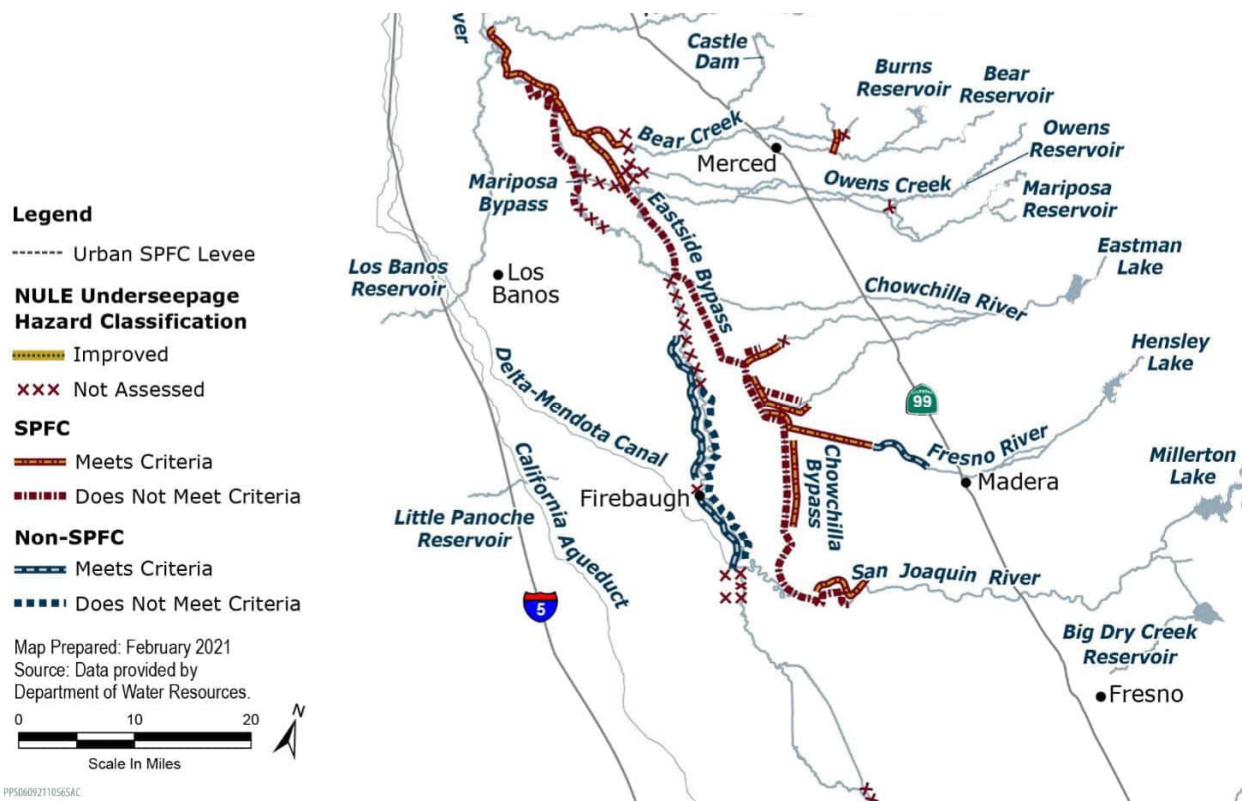 Legend
Urban SPFC Levee
NULE Underseepage
Hazard Classification
Improved
Not Assessed
SPFC
Meets Criteria
Does Not Meet Criteria
Non-SPFC
Meets Criteria
Does Not Meet Criteria
Map Prepared: February 2021
Source: Data provided by
Department of Water Resources.
0 10 20
Scale In Miles
N
PPS0609211056SAC
Castle
Dam
Burns
Reservoir
Bear
Reservoir
Bear Creek
Owens
Reservoir
Merced
Mariposa
Bypass
Owens Creek
Mariposa
Reservoir
Eastside Bypass
Eastman
Lake
Los Banos
Reservoir
Los
Banos
Chowchilla River
Hensley
Lake
Delta-Mendota Canal
CALIFORNIA
99
Fresno River
Millerton
Lake
California Aqueduct
Chowchilla
Bypass
Madera
Firebaugh
Little Panoche
Reservoir
San Joaquin River
5
Big Dry Creek
Reservoir
Fresno